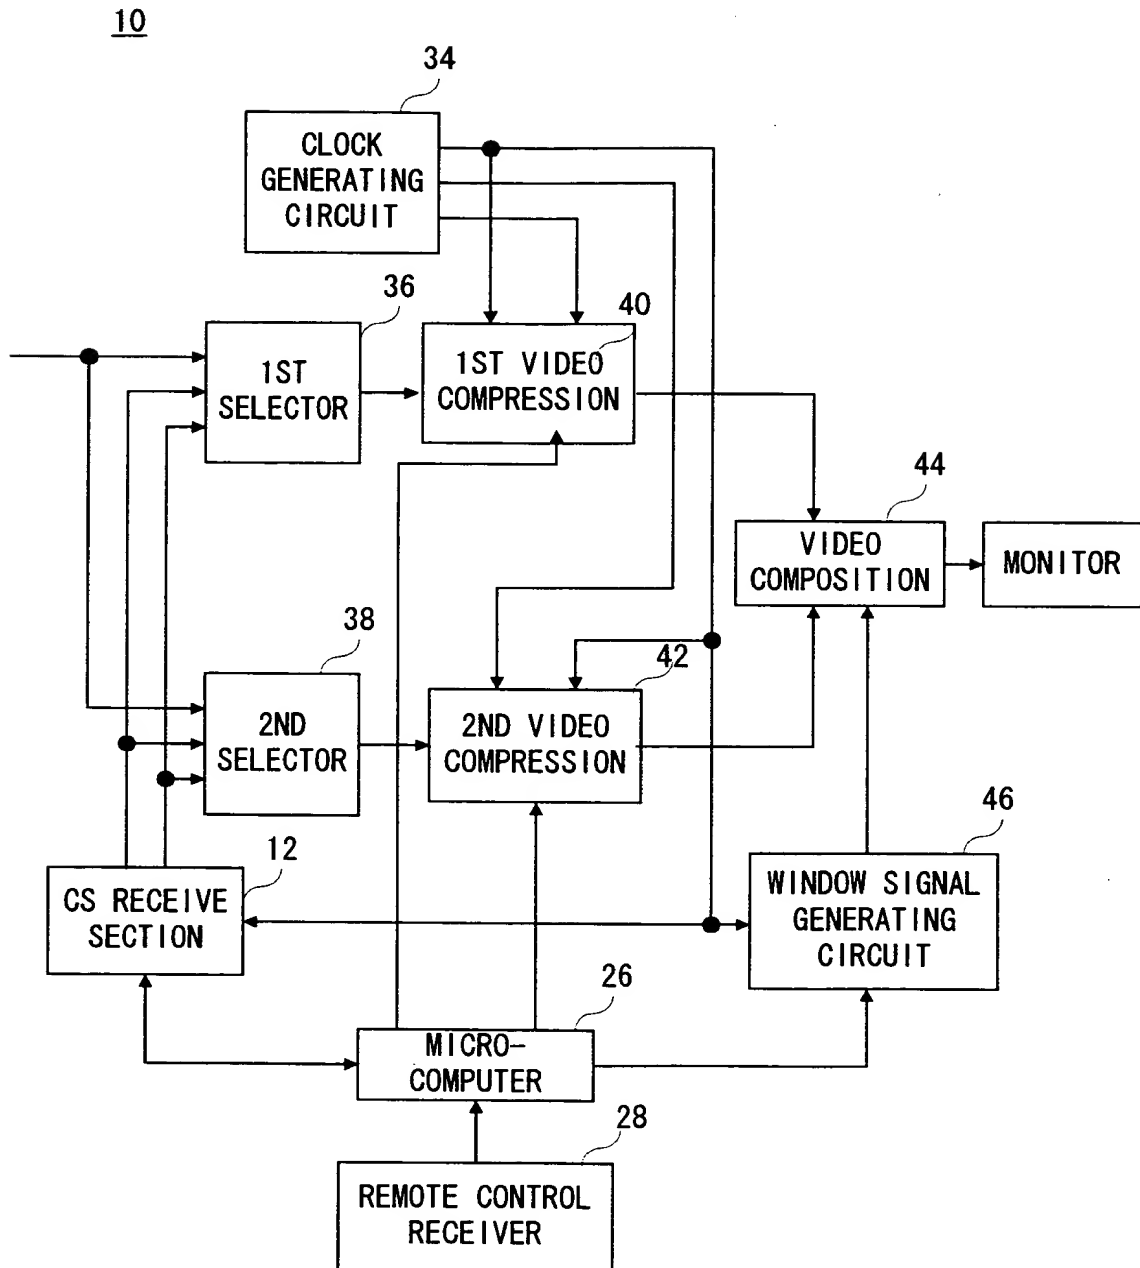 10
34
CLOCK
GENERATING
CIRCUIT
36
40
1ST
SELECTOR
1ST VIDEO
COMPRESSION
44
VIDEO
COMPOSITION
MONITOR
38
42
2ND
SELECTOR
2ND VIDEO
COMPRESSION
46
12
CS RECEIVE
SECTION
WINDOW SIGNAL
GENERATING
CIRCUIT
26
MICRO-
COMPUTER
28
REMOTE CONTROL
RECEIVER